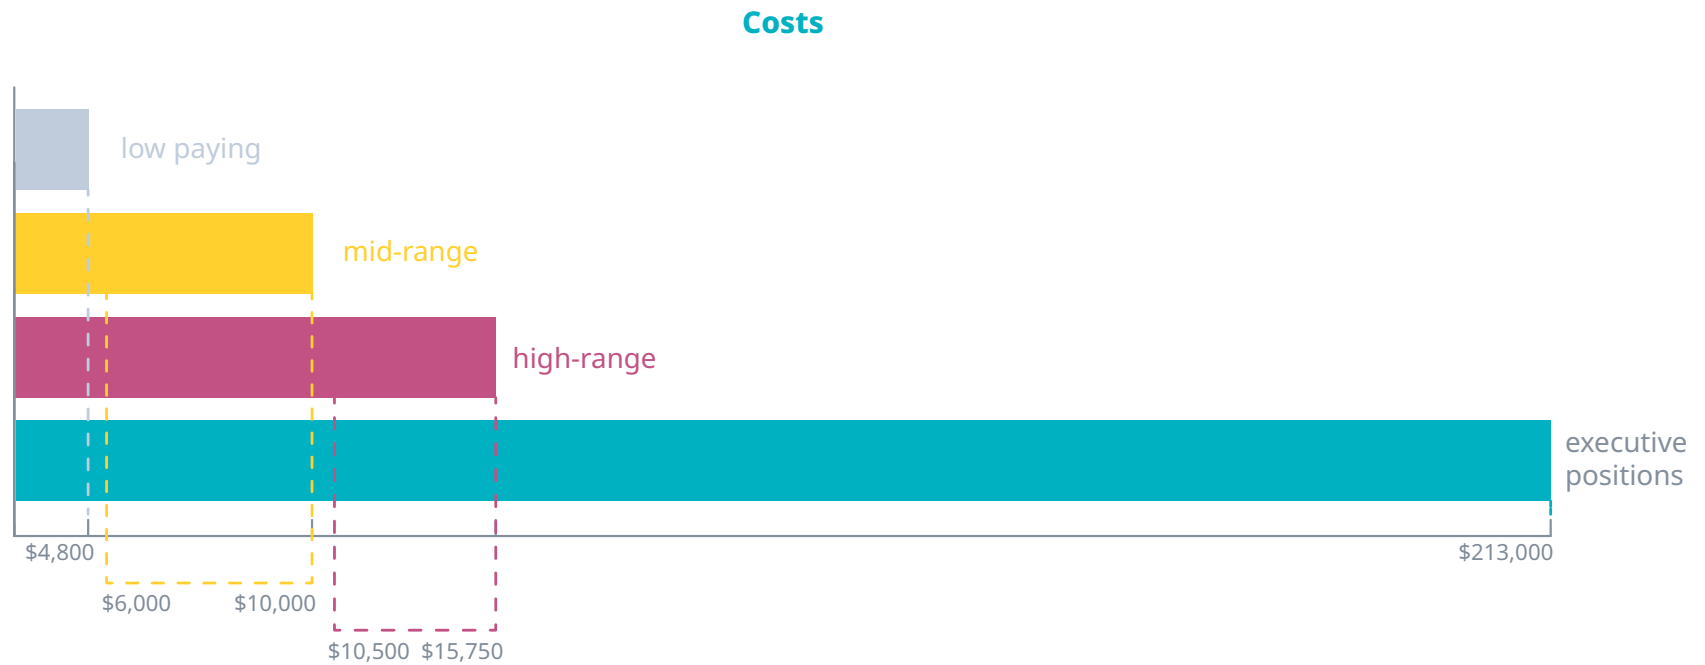 Costs
low paying
mid-range
high-range
executive
positions
$4,800
$213,000
$6,000
$10,000
$10,500
$15,750